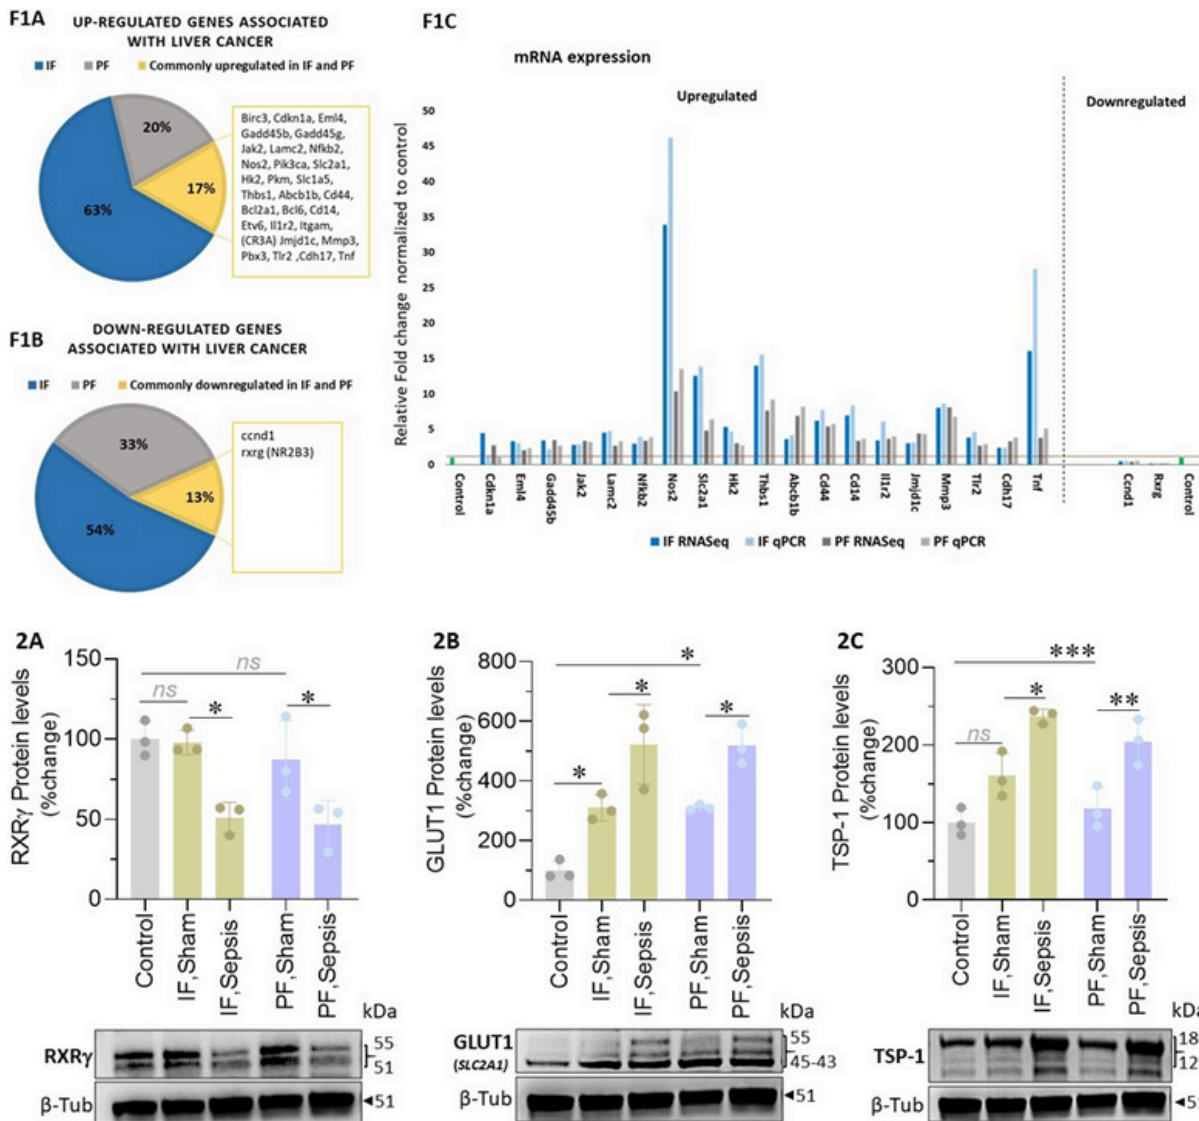 F1A
UP-REGULATED GENES ASSOCIATED
WITH LIVER CANCER
IF PF Commonly upregulated in IF and PF
20%
17%
63%
Birc3, Cdkn1a, Eml4,
Gadd45b, Gadd45g,
Jak2, Lamc2, Nfkb2,
Nos2, Pik3ca, Slc2a1,
Hk2, Pkm, Slc1a5,
Thbs1, Abcb1b, Cd44,
Bcl2a1, Bcl6, Cd14,
Etv6, Il1r2, Itgam,
(CR3A) Jmjd1c, Mmp3,
Pbx3, Tlr2 ,Cdh17, Tnf
F1B
DOWN-REGULATED GENES
ASSOCIATED WITH LIVER CANCER
IF PF Commonly downregulated in IF and PF
33%
13%
54%
ccnd1
rxrg (NR2B3)
F1C
mRNA expression
Upregulated
Downregulated
Relative Fold change normalized to control
50
45
40
35
30
25
20
15
10
5
0
Control
Cdkn1a
Eml4
Gadd45b
Jak2
Lamc2
Nfkb2
Nos2
Slc2a1
Hk2
Thbs1
Abcb1b
Cd44
Cd14
Il1r2
Jmjd1c
Mmp3
Tlr2
Cdh17
Tnf
Ccnd1
Rxrg
Control
IF RNASeq IF qPCR PF RNASeq PF qPCR
2A
RXRγ Protein levels
(%change)
150
100
50
0
ns
ns
*
*
Control
IF,Sham
IF,Sepsis
PF,Sham
PF,Sepsis
kDa
RXRγ
55
51
β-Tub
51
2B
GLUT1 Protein levels
(%change)
800
600
400
200
0
*
*
*
*
Control
IF,Sham
IF,Sepsis
PF,Sham
PF,Sepsis
kDa
GLUT1
(SLC2A1)
55
45-43
β-Tub
51
2C
TSP-1 Protein levels
(%change)
300
200
100
0
***
*
**
ns
Control
IF,Sham
IF,Sepsis
PF,Sham
PF,Sepsis
TSP-1
β-Tub